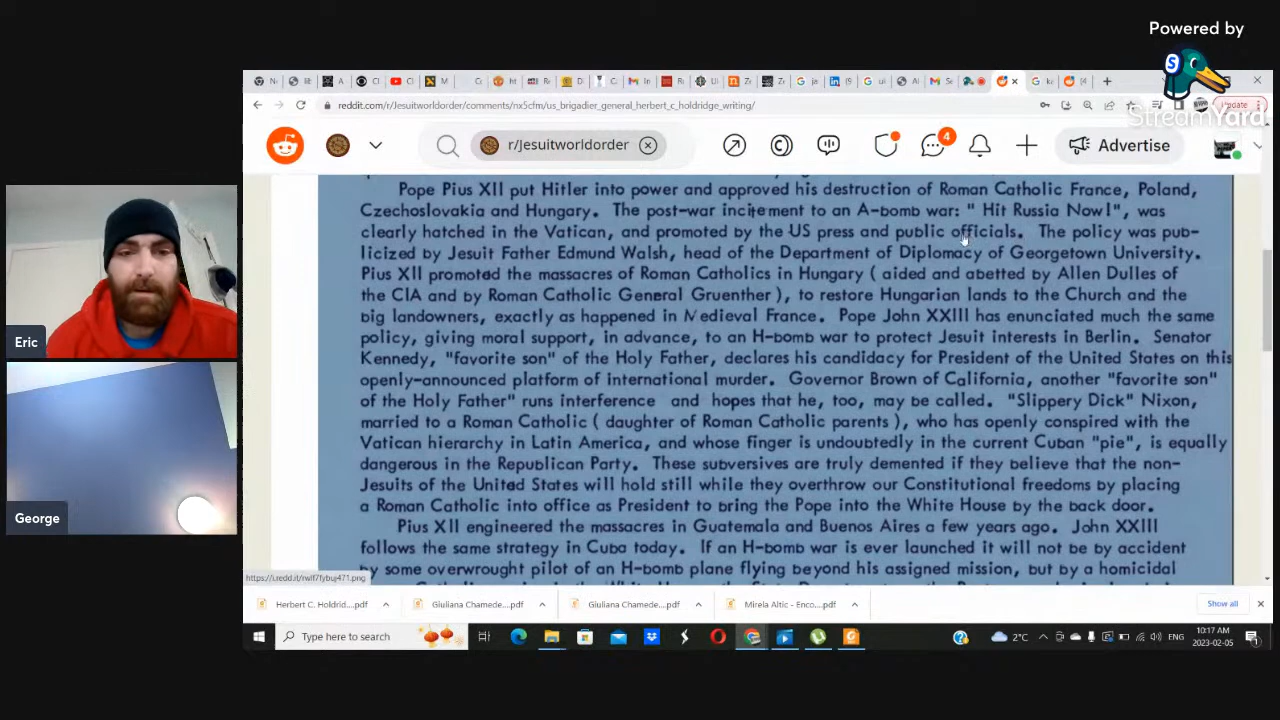 Powered by
StreamYard
reddit.com/r/Jesuitworldorder/comments/nx5cfm/us_brigadier_general_herbert_c_holdridge_writing/
Update
r/Jesuitworldorder
4
Advertise
Pope Pius XII put Hitler into power and approved his destruction of Roman Catholic France, Poland,
Czechoslovakia and Hungary. The post-war incitement to an A-bomb war: " Hit Russia Now!", was
clearly hatched in the Vatican, and promoted by the US press and public officials. The policy was pub-
licized by Jesuit Father Edmund Walsh, head of the Department of Diplomacy of Georgetown University.
Pius XII promoted the massacres of Roman Catholics in Hungary ( aided and abetted by Allen Dulles of
the CIA and by Roman Catholic General Gruenther ), to restore Hungarian lands to the Church and the
big landowners, exactly as happened in Medieval France. Pope John XXIII has enunciated much the same
policy, giving moral support, in advance, to an H-bomb war to protect Jesuit interests in Berlin. Senator
Kennedy, "favorite son" of the Holy Father, declares his candidacy for President of the United States on this
openly-announced platform of international murder. Governor Brown of California, another "favorite son"
of the Holy Father" runs interference and hopes that he, too, may be called. "Slippery Dick" Nixon,
married to a Roman Catholic ( daughter of Roman Catholic parents ), who has openly conspired with the
Vatican hierarchy in Latin America, and whose finger is undoubtedly in the current Cuban "pie", is equally
dangerous in the Republican Party. These subversives are truly demented if they believe that the non-
Jesuits of the United States will hold still while they overthrow our Constitutional freedoms by placing
a Roman Catholic into office as President to bring the Pope into the White House by the back door.
Pius XII engineered the massacres in Guatemala and Buenos Aires a few years ago. John XXIII
follows the same strategy in Cuba today. If an H-bomb war is ever launched it will not be by accident
by some overwrought pilot of an H-bomb plane flying beyond his assigned mission, but by a homicidal
Eric
George
https://i.redd.it/rwlf7fybuj471.png
Herbert C. Holdrid....pdf
Giuliana Chamede....pdf
Giuliana Chamede....pdf
Mirela Altic - Enco....pdf
Show all
Type here to search
2°C
ENG
10:17 AM
2023-02-05